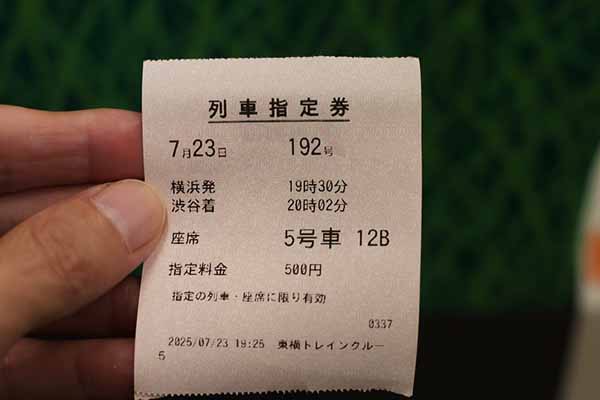 列車指定券
7月23日 192号
横浜発 19時30分
渋谷着 20時02分
座席 5号車 12B
指定料金 500円
指定の列車・座席に限り有効
0337
2025/07/23 19:25 東横トレインクルー
5